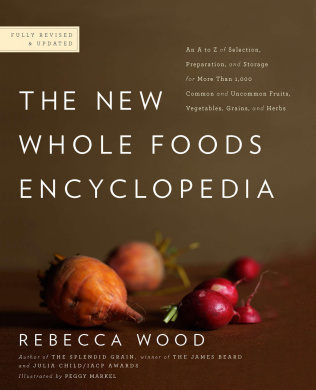 FULLY REVISED
& UPDATED
An A to Z of Selection,
Preparation, and Storage
for More Than 1,000
Common and Uncommon Fruits,
Vegetables, Grains, and Herbs
THE NEW
WHOLE FOODS
ENCYCLOPEDIA
REBECCA WOOD
Author of THE SPLENDID GRAIN, winner of THE JAMES BEARD
and JULIA CHILD/IACP AWARDS
Illustrated by PEGGY MARKEL